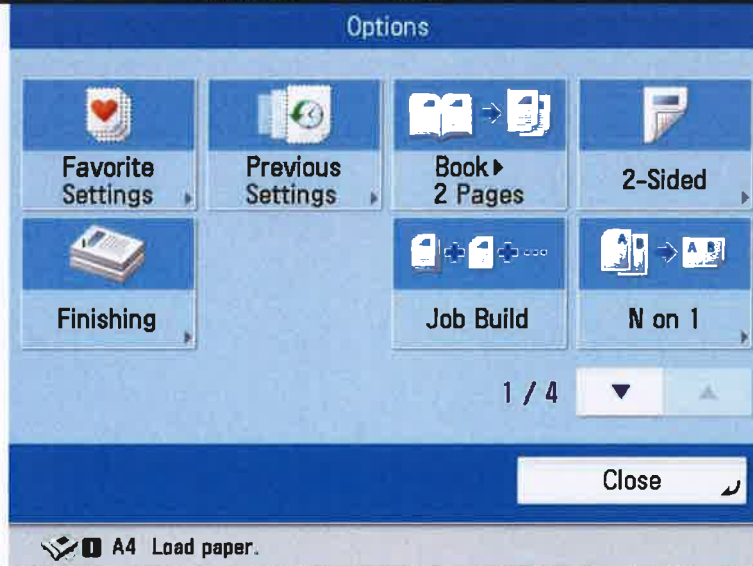 Options
Favorite
Settings
Previous
Settings
Book▶
2 Pages
2-Sided
Finishing
Job Build
A B
A B
N on 1
1 / 4
Close
1 A4 Load paper.